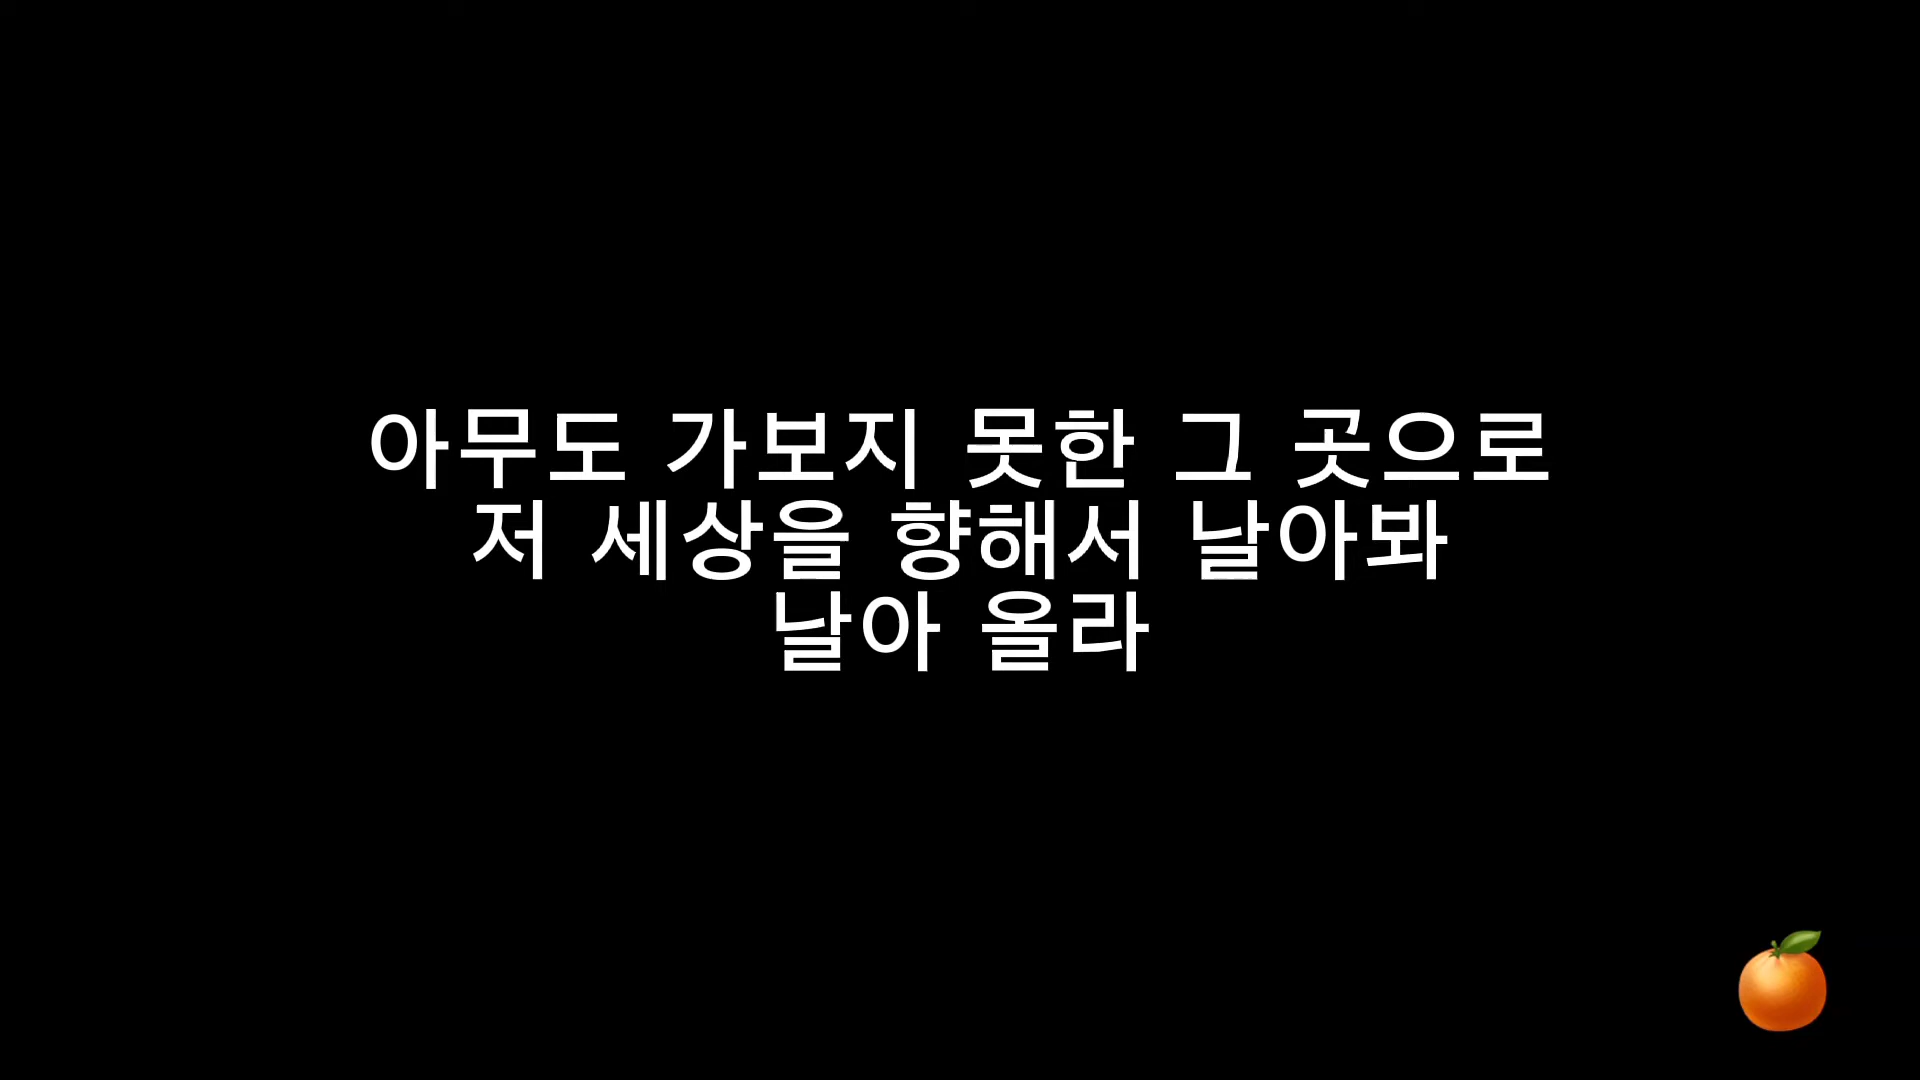 아무도 가보지 못한 그 곳으로
저 세상을 향해서 날아봐
날아 올라